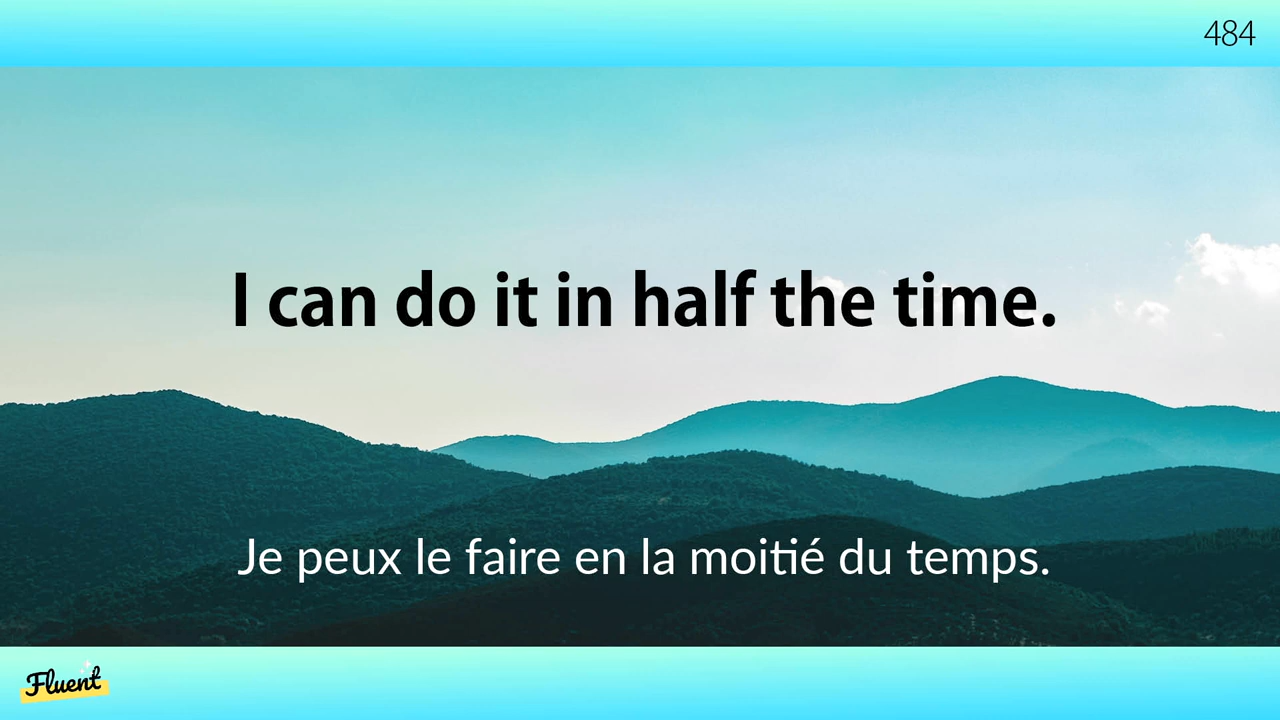 484
I can do it in half the time.
Je peux le faire en la moitié du temps.
Fluent